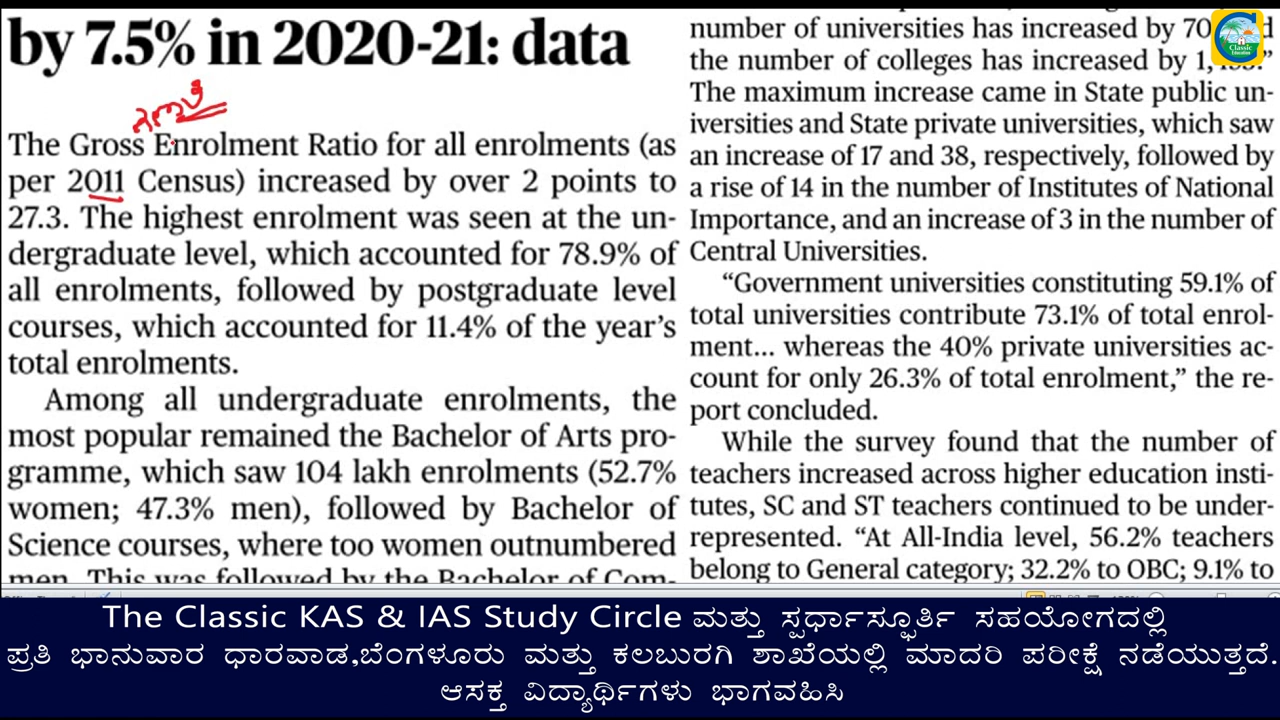 by 7.5% in 2020-21: data
The Gross Enrolment Ratio for all enrolments (as
per 2011 Census) increased by over 2 points to
27.3. The highest enrolment was seen at the un-
dergraduate level, which accounted for 78.9% of
all enrolments, followed by postgraduate level
courses, which accounted for 11.4% of the year’s
total enrolments.
Among all undergraduate enrolments, the
most popular remained the Bachelor of Arts pro-
gramme, which saw 104 lakh enrolments (52.7%
women; 47.3% men), followed by Bachelor of
Science courses, where too women outnumbered
men. This was followed by the Bachelor of Com-
number of universities has increased by 70
the number of colleges has increased by
The maximum increase came in State public un-
iversities and State private universities, which saw
an increase of 17 and 38, respectively, followed by
a rise of 14 in the number of Institutes of National
Importance, and an increase of 3 in the number of
Central Universities.
“Government universities constituting 59.1% of
total universities contribute 73.1% of total enrol-
ment... whereas the 40% private universities ac-
count for only 26.3% of total enrolment,” the re-
port concluded.
While the survey found that the number of
teachers increased across higher education insti-
tutes, SC and ST teachers continued to be under-
represented. “At All-India level, 56.2% teachers
belong to General category; 32.2% to OBC; 9.1% to
Classic
Education
The Classic KAS & IAS Study Circle ಮತ್ತು ಸ್ಪರ್ಧಾಸ್ಫೂರ್ತಿ ಸಹಯೋಗದಲ್ಲಿ
ಪ್ರತಿ ಭಾನುವಾರ ಧಾರವಾಡ,ಬೆಂಗಳೂರು ಮತ್ತು ಕಲಬುರಗಿ ಶಾಖೆಯಲ್ಲಿ ಮಾದರಿ ಪರೀಕ್ಷೆ ನಡೆಯುತ್ತದೆ.
ಆಸಕ್ತ ವಿದ್ಯಾರ್ಥಿಗಳು ಭಾಗವಹಿಸಿ